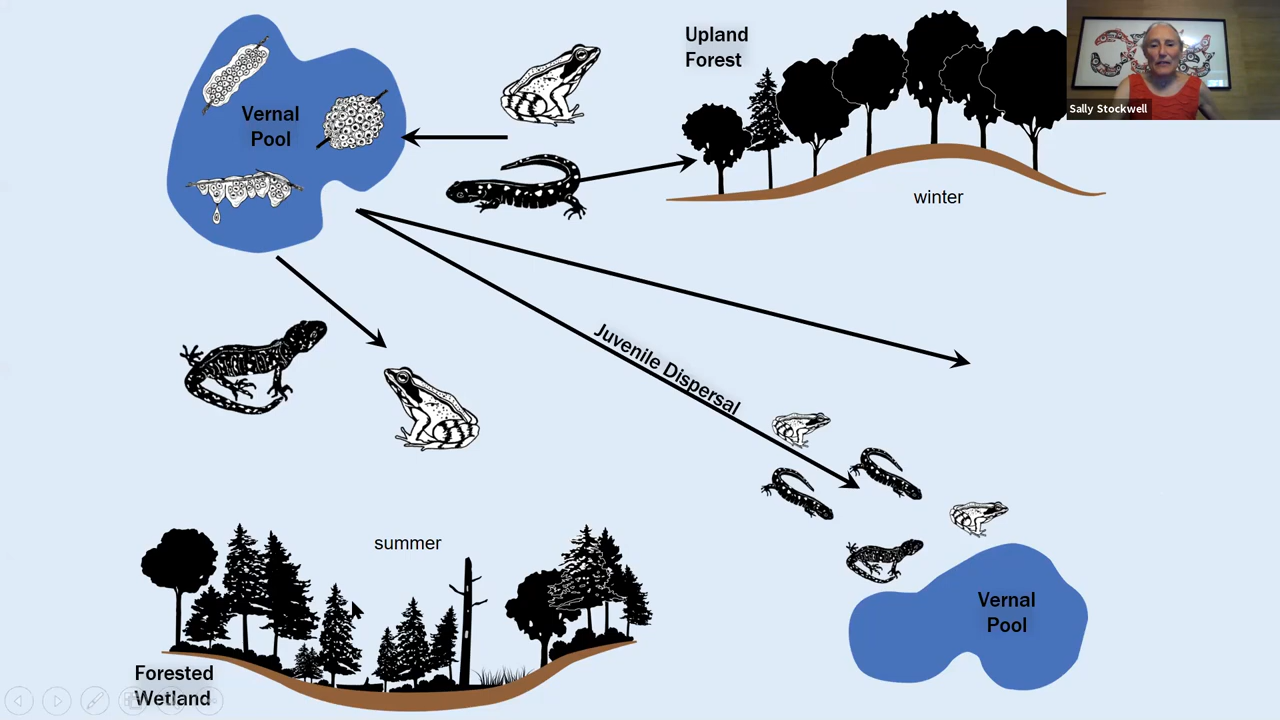 Vernal
Pool
Upland
Forest
Sally Stockwell
winter
Juvenile Dispersal
summer
Forested
Wetland
Vernal
Pool